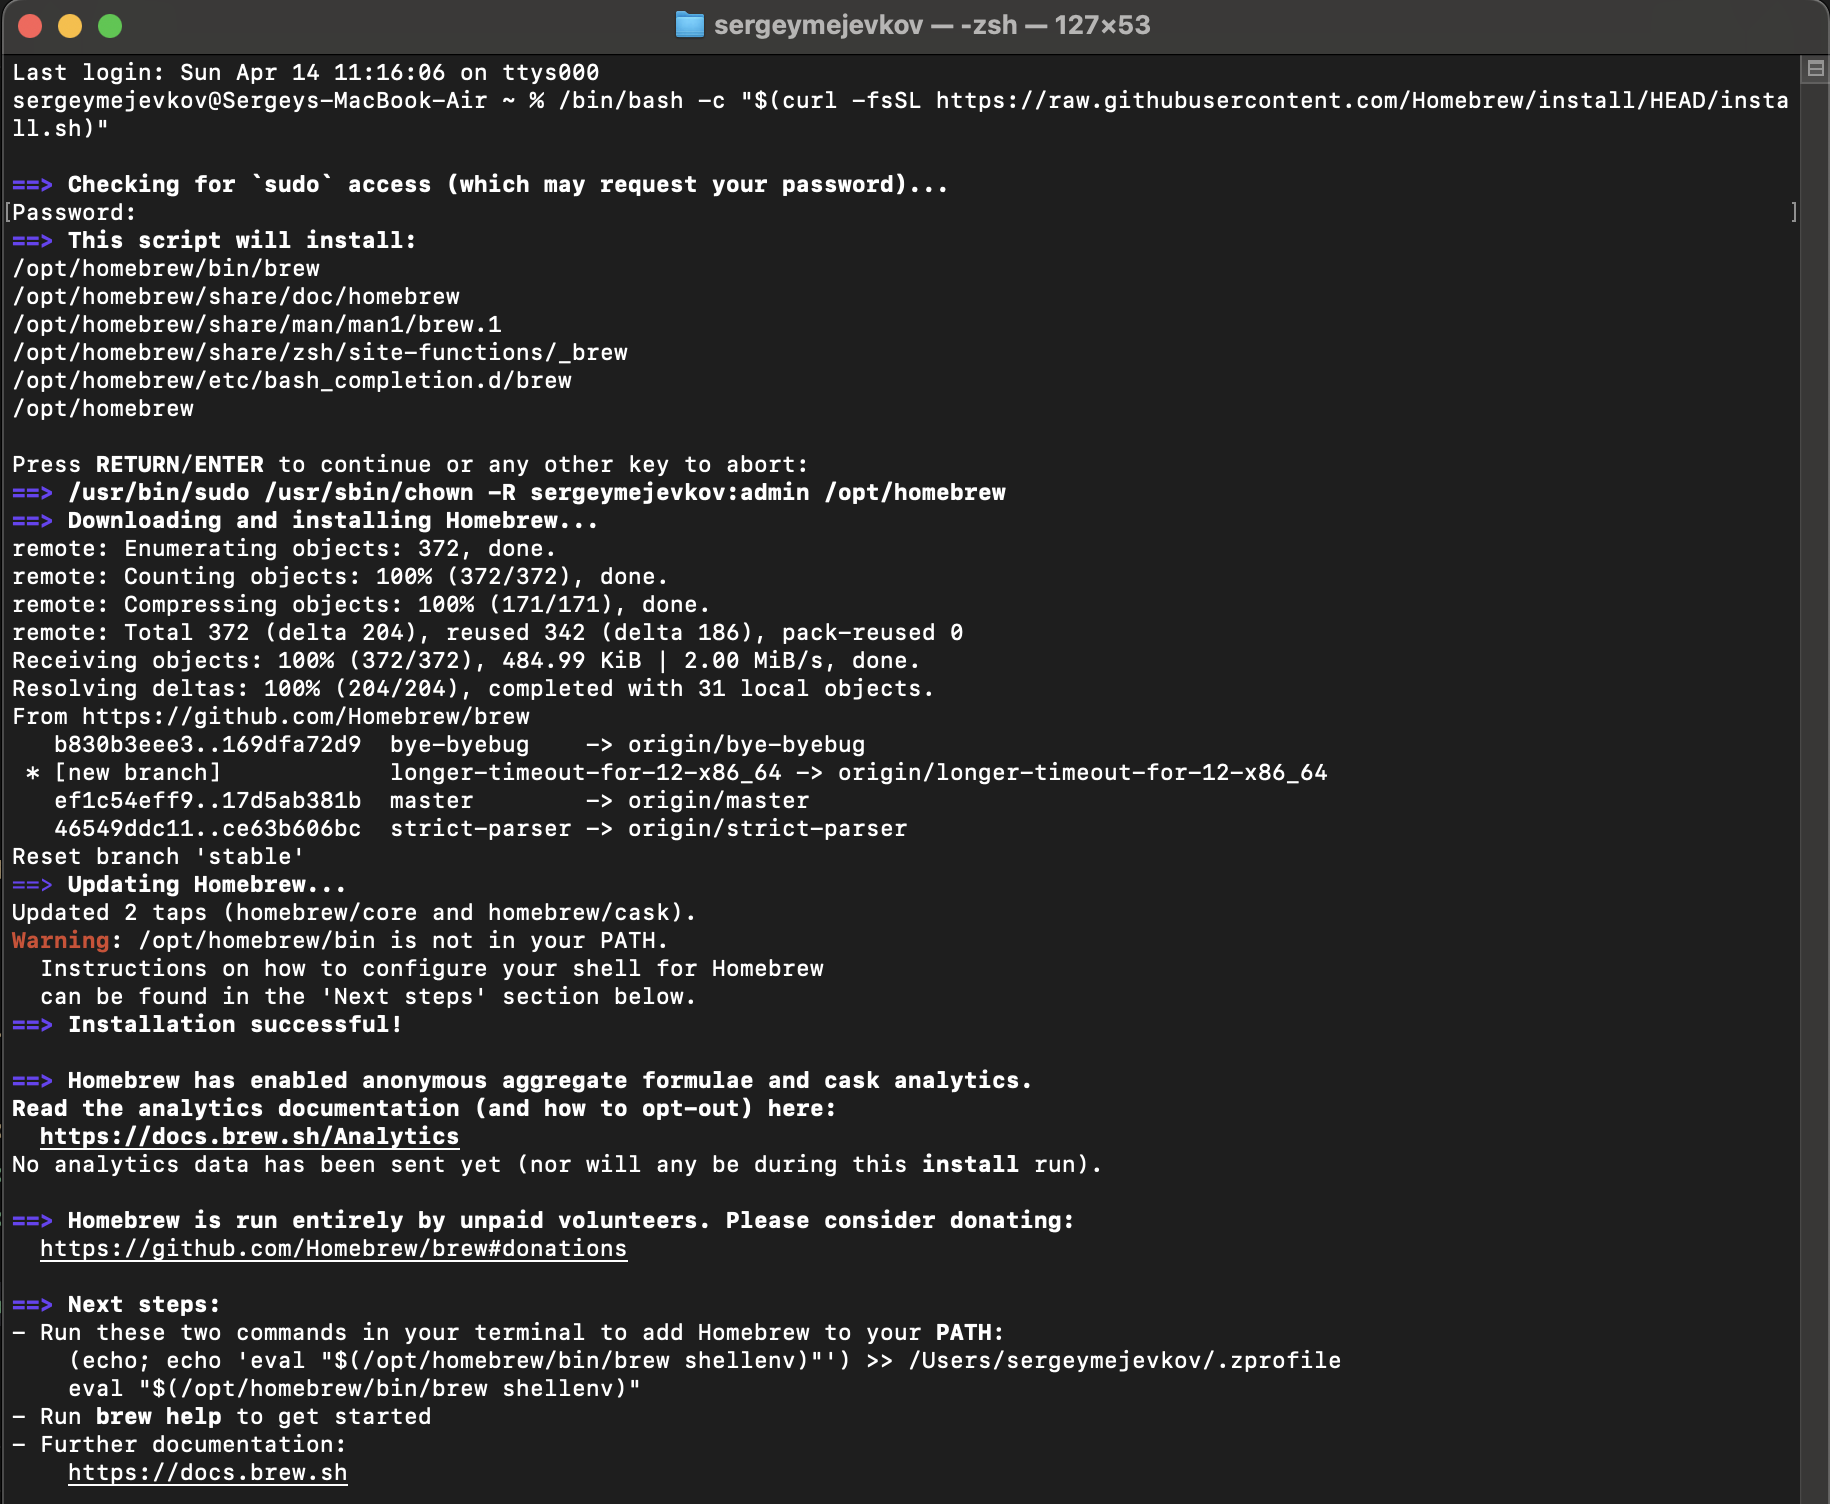 sergeymejevkov — -zsh — 127×53
Last login: Sun Apr 14 11:16:06 on ttys000
sergeymejevkov@Sergeys-MacBook-Air ~ % /bin/bash -c "$(curl -fsSL https://raw.githubusercontent.com/Homebrew/install/HEAD/insta
ll.sh)"
==> Checking for `sudo` access (which may request your password)...
[Password: ]
==> This script will install:
/opt/homebrew/bin/brew
/opt/homebrew/share/doc/homebrew
/opt/homebrew/share/man/man1/brew.1
/opt/homebrew/share/zsh/site-functions/_brew
/opt/homebrew/etc/bash_completion.d/brew
/opt/homebrew
Press RETURN/ENTER to continue or any other key to abort:
==> /usr/bin/sudo /usr/sbin/chown -R sergeymejevkov:admin /opt/homebrew
==> Downloading and installing Homebrew...
remote: Enumerating objects: 372, done.
remote: Counting objects: 100% (372/372), done.
remote: Compressing objects: 100% (171/171), done.
remote: Total 372 (delta 204), reused 342 (delta 186), pack-reused 0
Receiving objects: 100% (372/372), 484.99 KiB | 2.00 MiB/s, done.
Resolving deltas: 100% (204/204), completed with 31 local objects.
From https://github.com/Homebrew/brew
   b830b3eee3..169dfa72d9  bye-byebug    -> origin/bye-byebug
 * [new branch]            longer-timeout-for-12-x86_64 -> origin/longer-timeout-for-12-x86_64
   ef1c54eff9..17d5ab381b  master        -> origin/master
   46549ddc11..ce63b606bc  strict-parser -> origin/strict-parser
Reset branch 'stable'
==> Updating Homebrew...
Updated 2 taps (homebrew/core and homebrew/cask).
Warning: /opt/homebrew/bin is not in your PATH.
  Instructions on how to configure your shell for Homebrew
  can be found in the 'Next steps' section below.
==> Installation successful!
==> Homebrew has enabled anonymous aggregate formulae and cask analytics.
Read the analytics documentation (and how to opt-out) here:
  https://docs.brew.sh/Analytics
No analytics data has been sent yet (nor will any be during this install run).
==> Homebrew is run entirely by unpaid volunteers. Please consider donating:
  https://github.com/Homebrew/brew#donations
==> Next steps:
- Run these two commands in your terminal to add Homebrew to your PATH:
    (echo; echo 'eval "$(/opt/homebrew/bin/brew shellenv)"') >> /Users/sergeymejevkov/.zprofile
    eval "$(/opt/homebrew/bin/brew shellenv)"
- Run brew help to get started
- Further documentation:
    https://docs.brew.sh